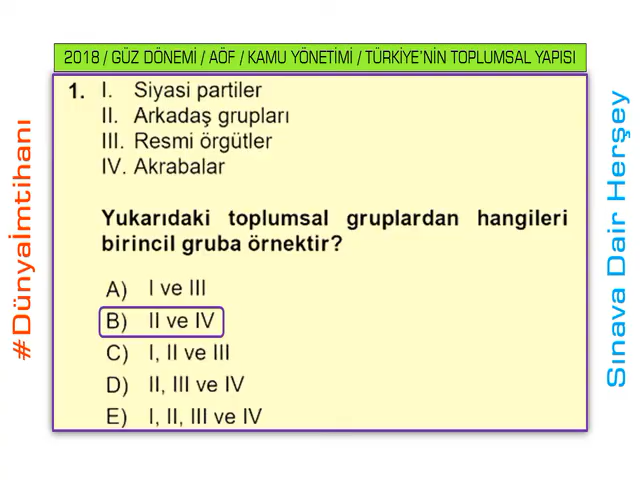 2018 / GÜZ DÖNEMİ / AÖF / KAMU YÖNETİMİ / TÜRKİYE'NİN TOPLUMSAL YAPISI
1. I. Siyasi partiler
II. Arkadaş grupları
III. Resmi örgütler
IV. Akrabalar
Yukarıdaki toplumsal gruplardan hangileri
birincil gruba örnektir?
A) I ve III
B) II ve IV
C) I, II ve III
D) II, III ve IV
E) I, II, III ve IV
#Dünyaİmtihanı
Sınava Dair Herşey